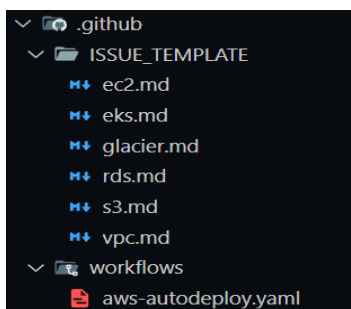 .github
ISSUE_TEMPLATE
ec2.md
eks.md
glacier.md
rds.md
s3.md
vpc.md
workflows
aws-autodeploy.yaml